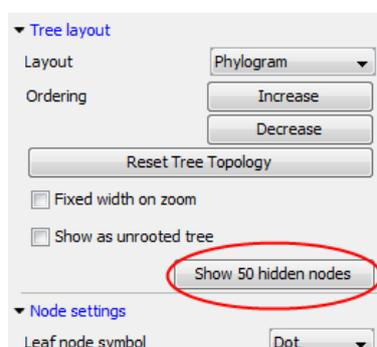 Tree layout
Layout Phylogram
Ordering Increase
Decrease
Reset Tree Topology
Fixed width on zoom
Show as unrooted tree
Show 50 hidden nodes
Node settings
Leaf node symbol Dot